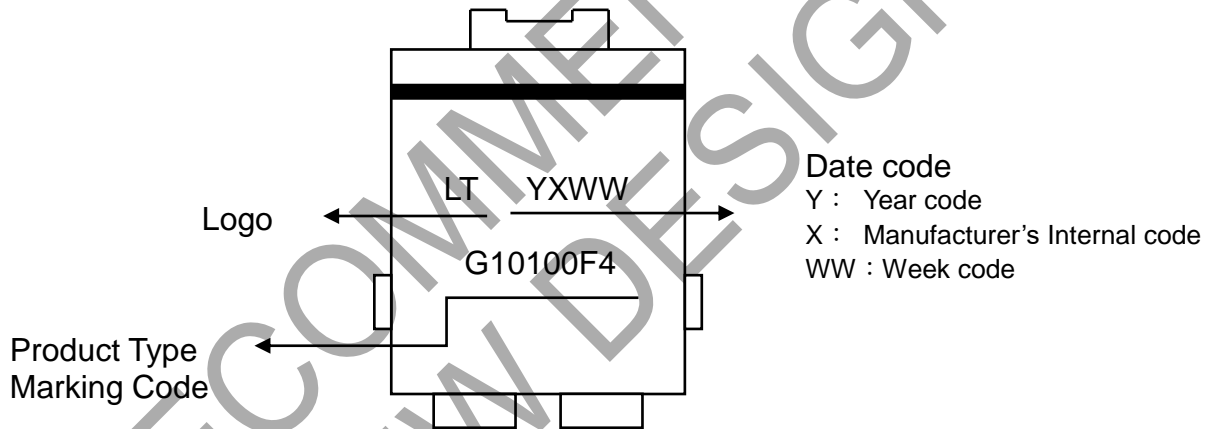 LT YXWW
Logo
G10100F4
Product Type
Marking Code
Date code
Y： Year code
X： Manufacturer’s Internal code
WW：Week code